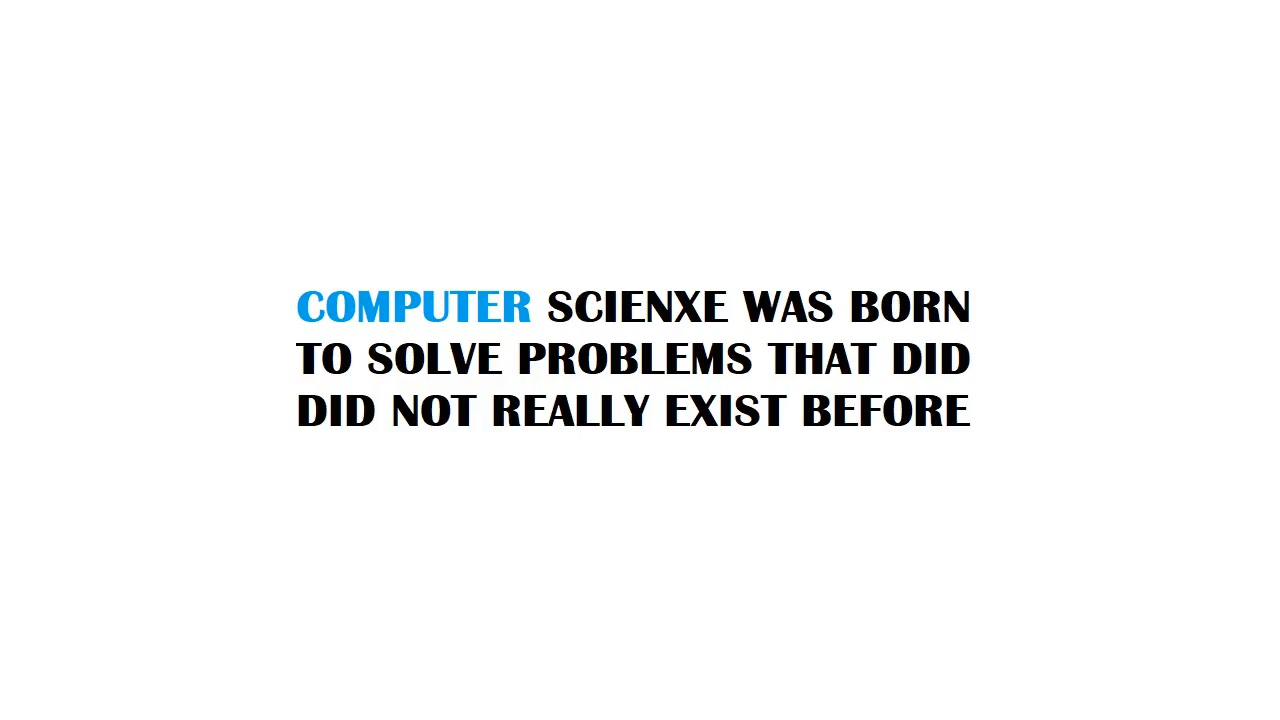 COMPUTER SCIENXE WAS BORN
TO SOLVE PROBLEMS THAT DID
DID NOT REALLY EXIST BEFORE